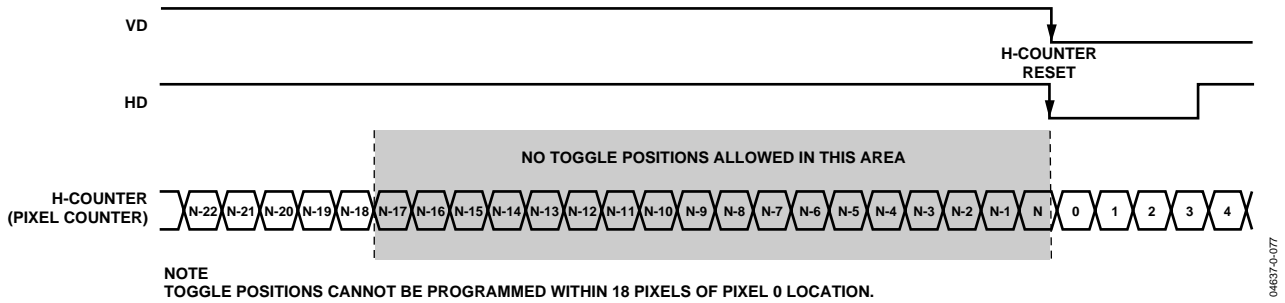 VD
H-COUNTER
RESET
HD
NO TOGGLE POSITIONS ALLOWED IN THIS AREA
H-COUNTER
(PIXEL COUNTER)
N-22 N-21 N-20 N-19 N-18 N-17 N-16 N-15 N-14 N-13 N-12 N-11 N-10 N-9 N-8 N-7 N-6 N-5 N-4 N-3 N-2 N-1 N 0 1 2 3 4
NOTE
TOGGLE POSITIONS CANNOT BE PROGRAMMED WITHIN 18 PIXELS OF PIXEL 0 LOCATION.
04637-0-077